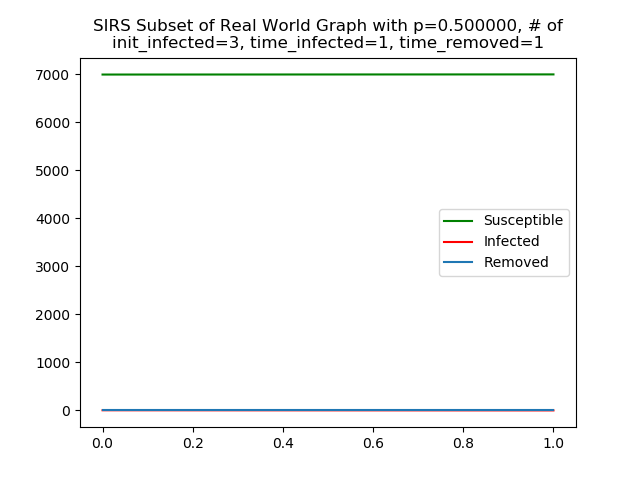 SIRS Subset of Real World Graph with p=0.500000, # of
init_infected=3, time_infected=1, time_removed=1
7000
6000
5000
4000
3000
2000
1000
0
Susceptible
Infected
Removed
0.0 0.2 0.4 0.6 0.8 1.0